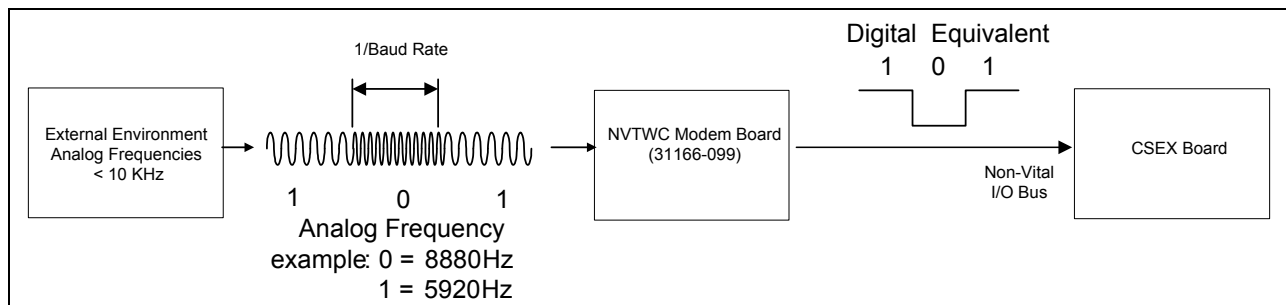 1/Baud Rate
Digital Equivalent
1 0 1
External Environment
Analog Frequencies
< 10 KHz
1 0 1
Analog Frequency
example: 0 = 8880Hz
1 = 5920Hz
NVTWC Modem Board
(31166-099)
Non-Vital
I/O Bus
CSEX Board